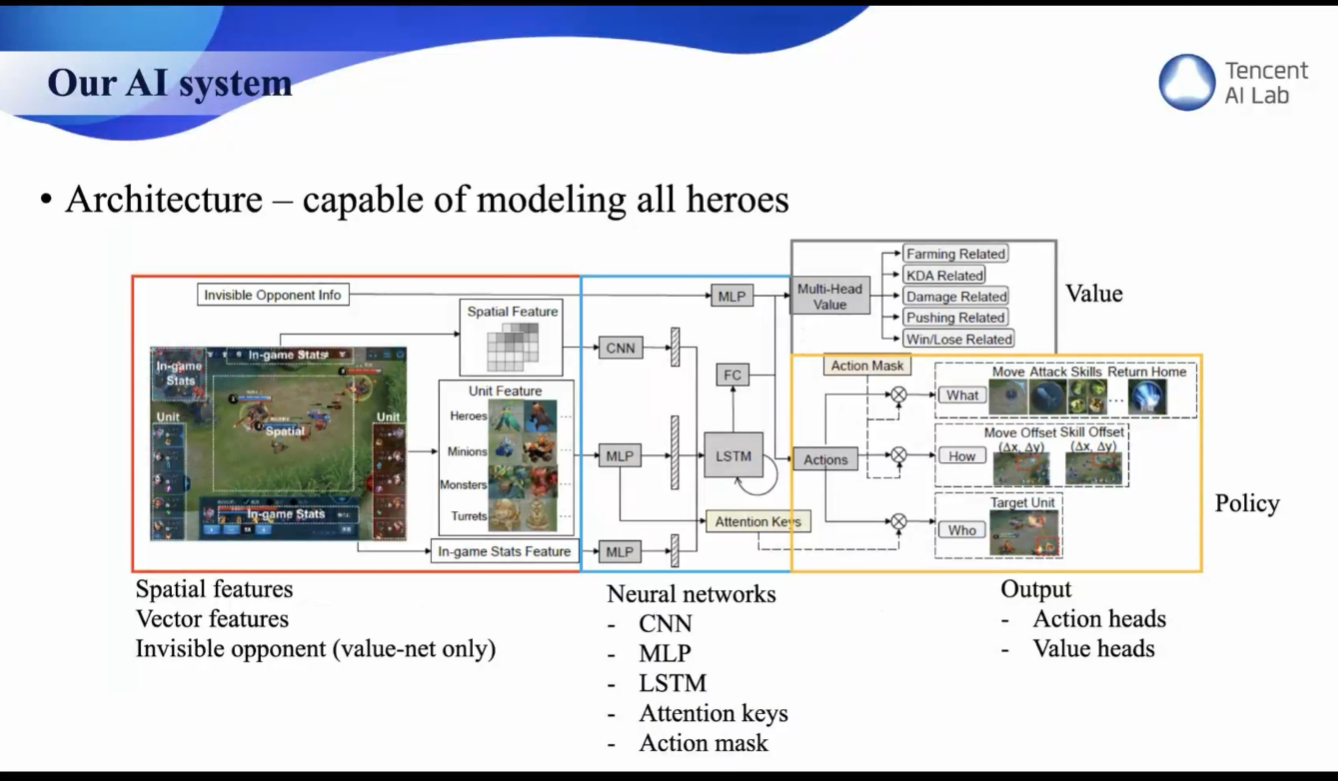 Our AI system
Tencent
AI Lab
• Architecture – capable of modeling all heroes
Invisible Opponent Info
MLP
Multi-Head
Value
Farming Related
KDA Related
Damage Related
Pushing Related
Win/Lose Related
Value
Spatial Feature
CNN
In-game Stats
In-game
Stats
Unit
Spatial
Unit
In-game Stats
Unit Feature
Heroes
...
Minions
...
Monsters
...
Turrets
...
In-game Stats Feature
MLP
MLP
FC
LSTM
Attention Keys
Action Mask
Actions
What
Move Attack Skills Return Home
...
How
Move Offset Skill Offset
(Δx, Δy) (Δx, Δy)
Who
Target Unit
Policy
Spatial features
Vector features
Invisible opponent (value-net only)
Neural networks
- CNN
- MLP
- LSTM
- Attention keys
- Action mask
Output
- Action heads
- Value heads